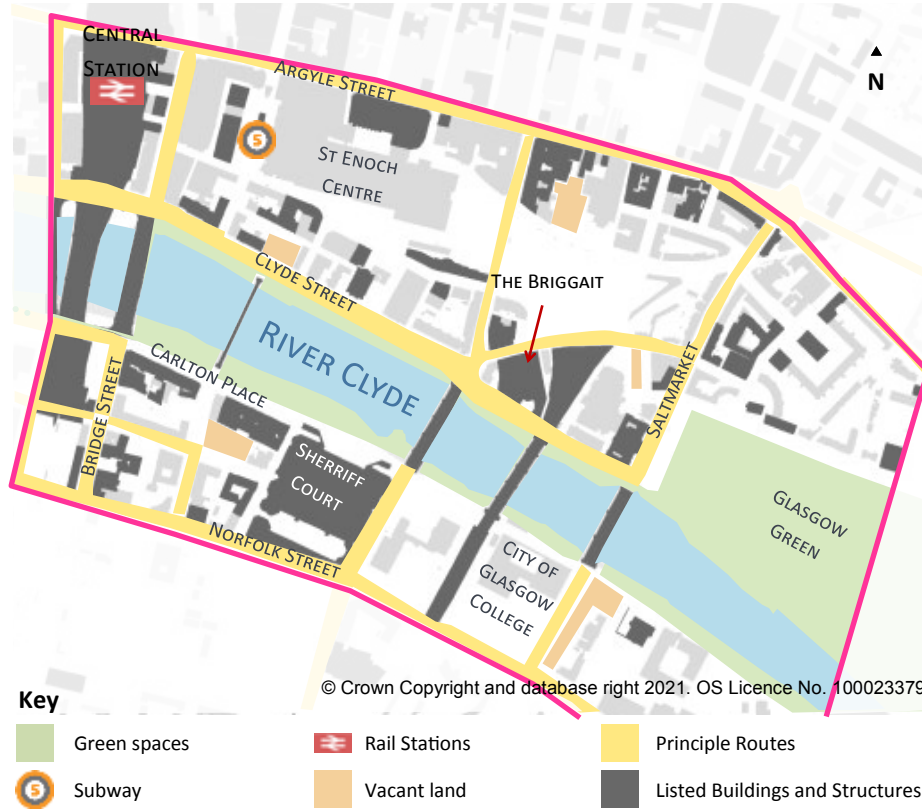 CENTRAL
STATION
ARGYLE STREET
N
S
ST ENOCH
CENTRE
CLYDE STREET
THE BRIGGAIT
RIVER CLYDE
CARLTON PLACE
BRIDGE STREET
SALTMARKET
SHERRIFF
COURT
NORFOLK STREET
CITY OF
GLASGOW
COLLEGE
GLASGOW
GREEN
© Crown Copyright and database right 2021. OS Licence No. 100023379
Key
Green spaces
Rail Stations
Principle Routes
S
Subway
Vacant land
Listed Buildings and Structures